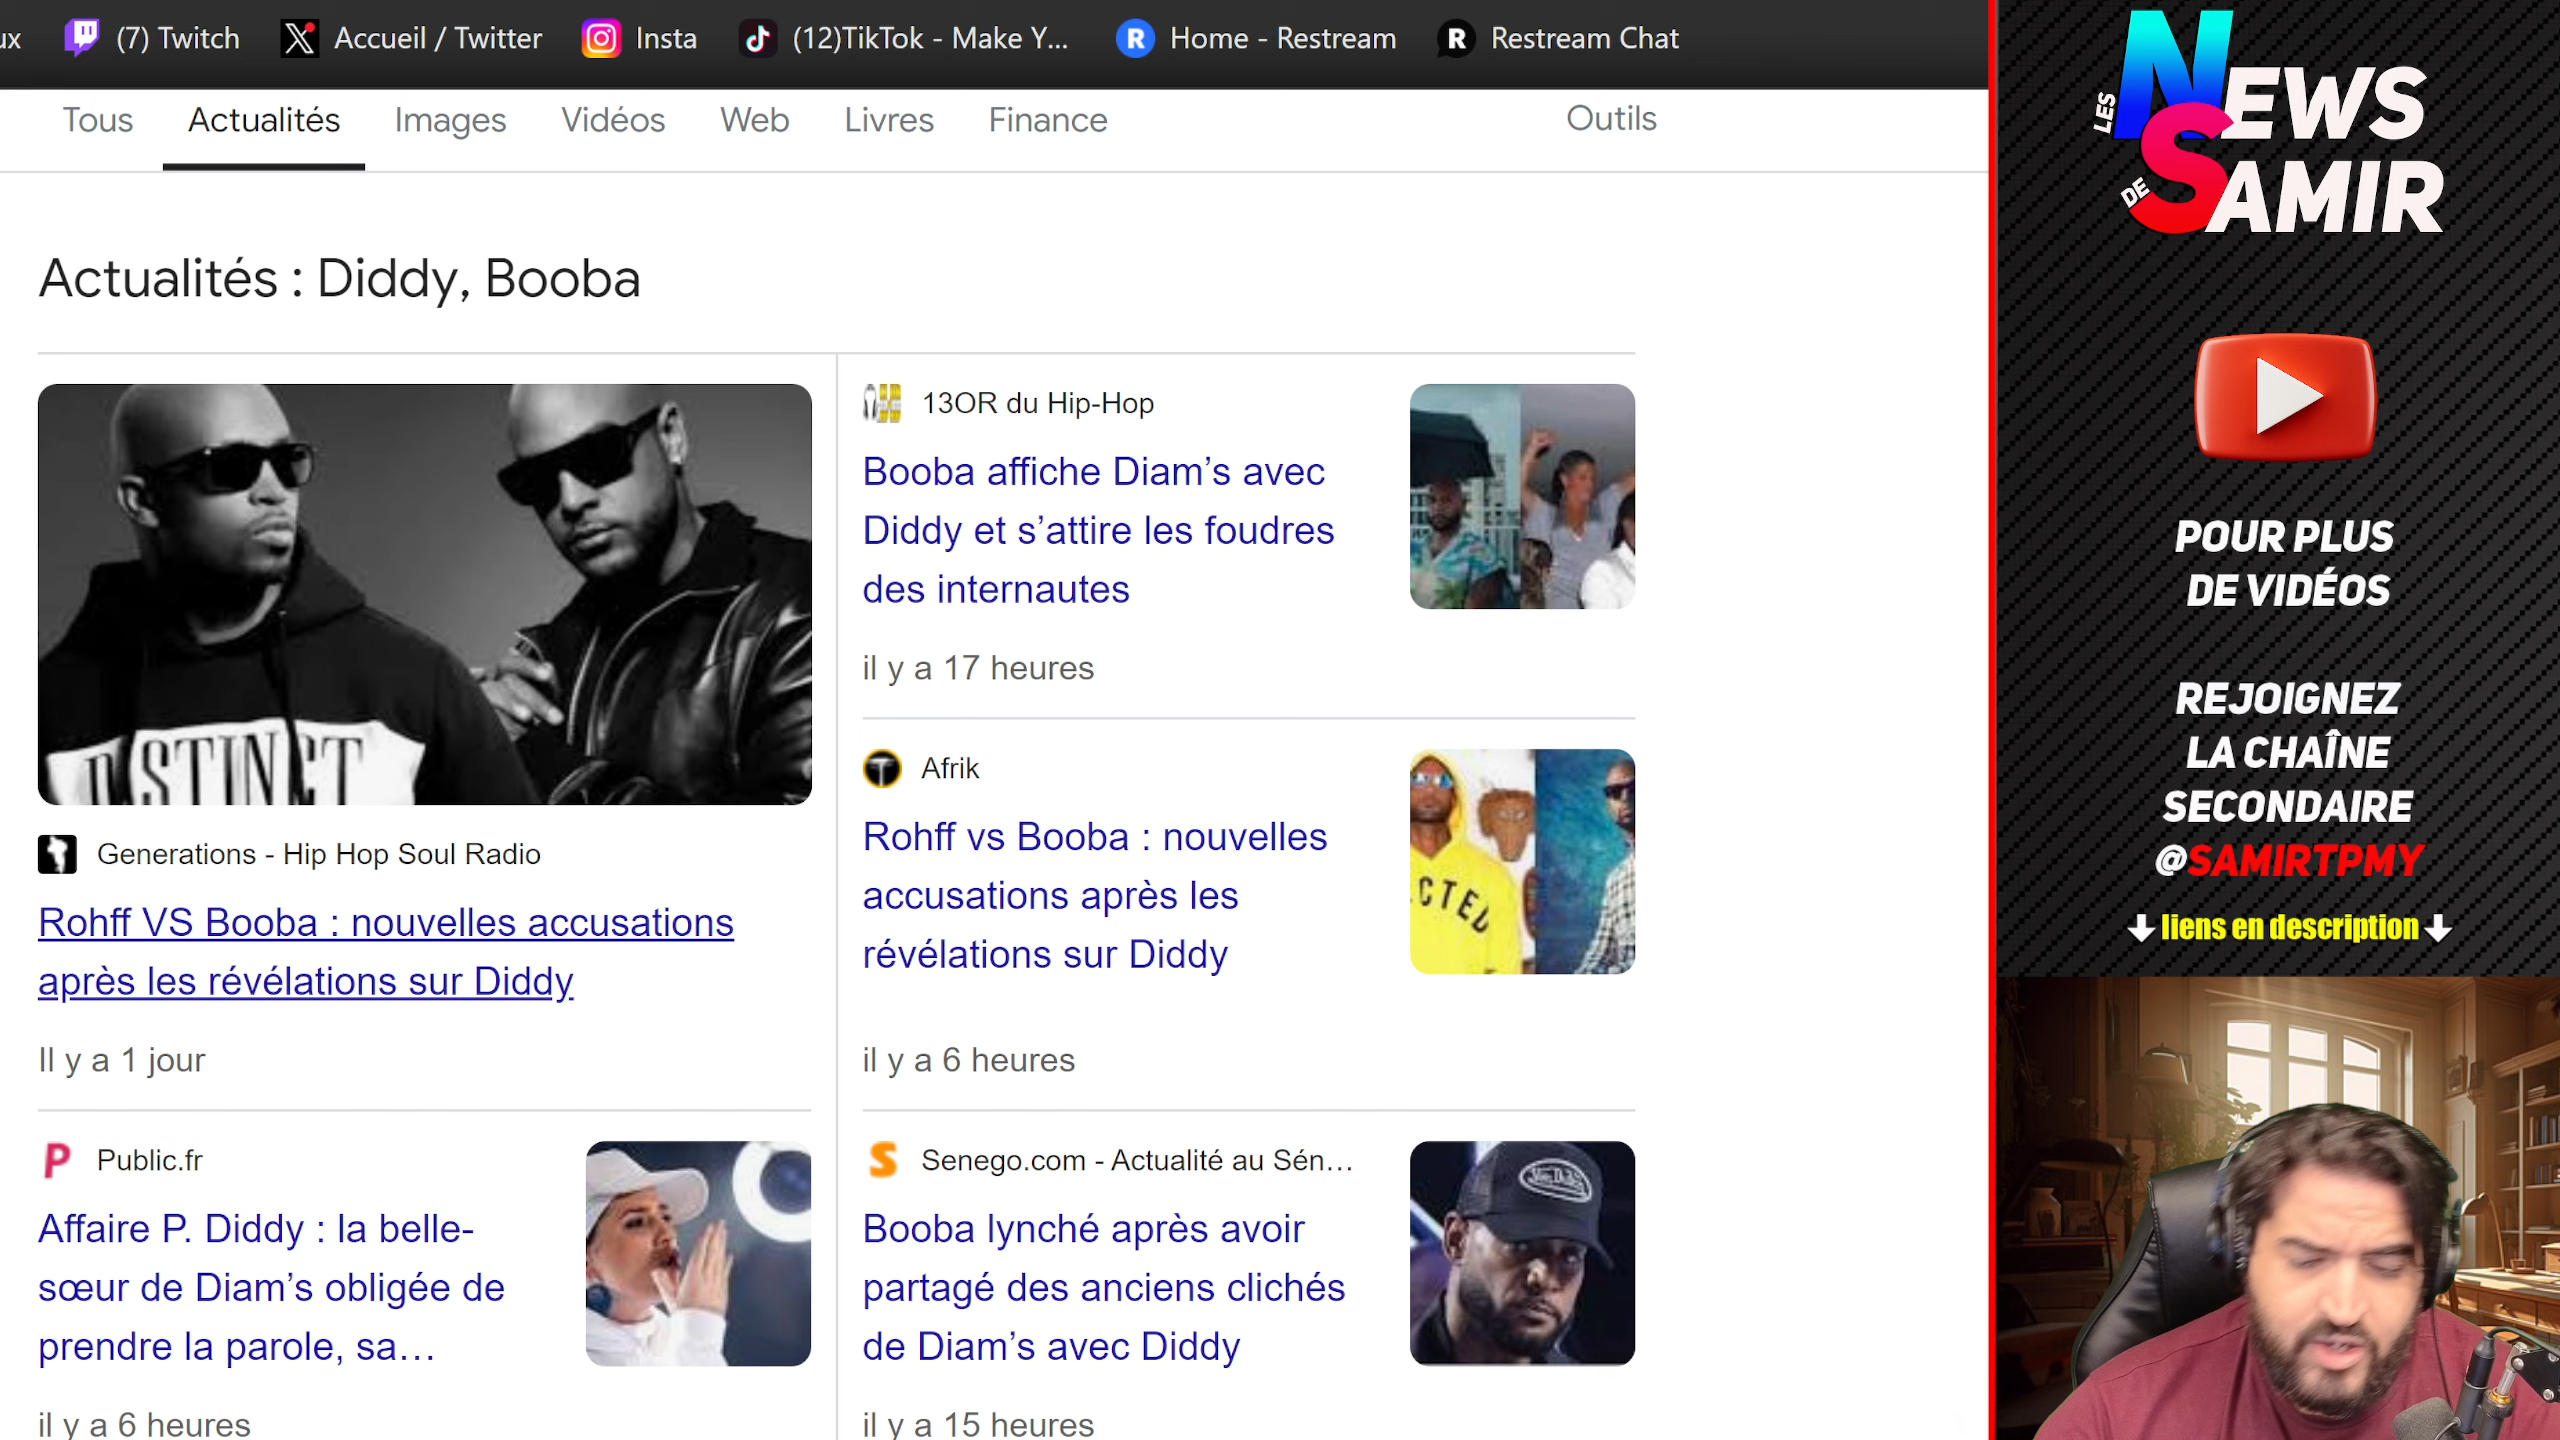 ux (7) Twitch Accueil / Twitter Insta (12)TikTok - Make Y... Home - Restream Restream Chat
Tous Actualités Images Vidéos Web Livres Finance Outils
Actualités : Diddy, Booba
DISTINCT
Generations - Hip Hop Soul Radio
Rohff VS Booba : nouvelles accusations
après les révélations sur Diddy
Il y a 1 jour
Public.fr
Affaire P. Diddy : la belle-
sœur de Diam’s obligée de
prendre la parole, sa...
il y a 6 heures
13OR du Hip-Hop
Booba affiche Diam’s avec
Diddy et s’attire les foudres
des internautes
il y a 17 heures
Afrik
Rohff vs Booba : nouvelles
accusations après les
révélations sur Diddy
CTED
il y a 6 heures
Senego.com - Actualité au Sén...
Booba lynché après avoir
partagé des anciens clichés
de Diam’s avec Diddy
Von Dutch
il y a 15 heures
LES NEWS
DE SAMIR
POUR PLUS
DE VIDÉOS
REJOIGNEZ
LA CHAÎNE
SECONDAIRE
@SAMIRTPMY
liens en description